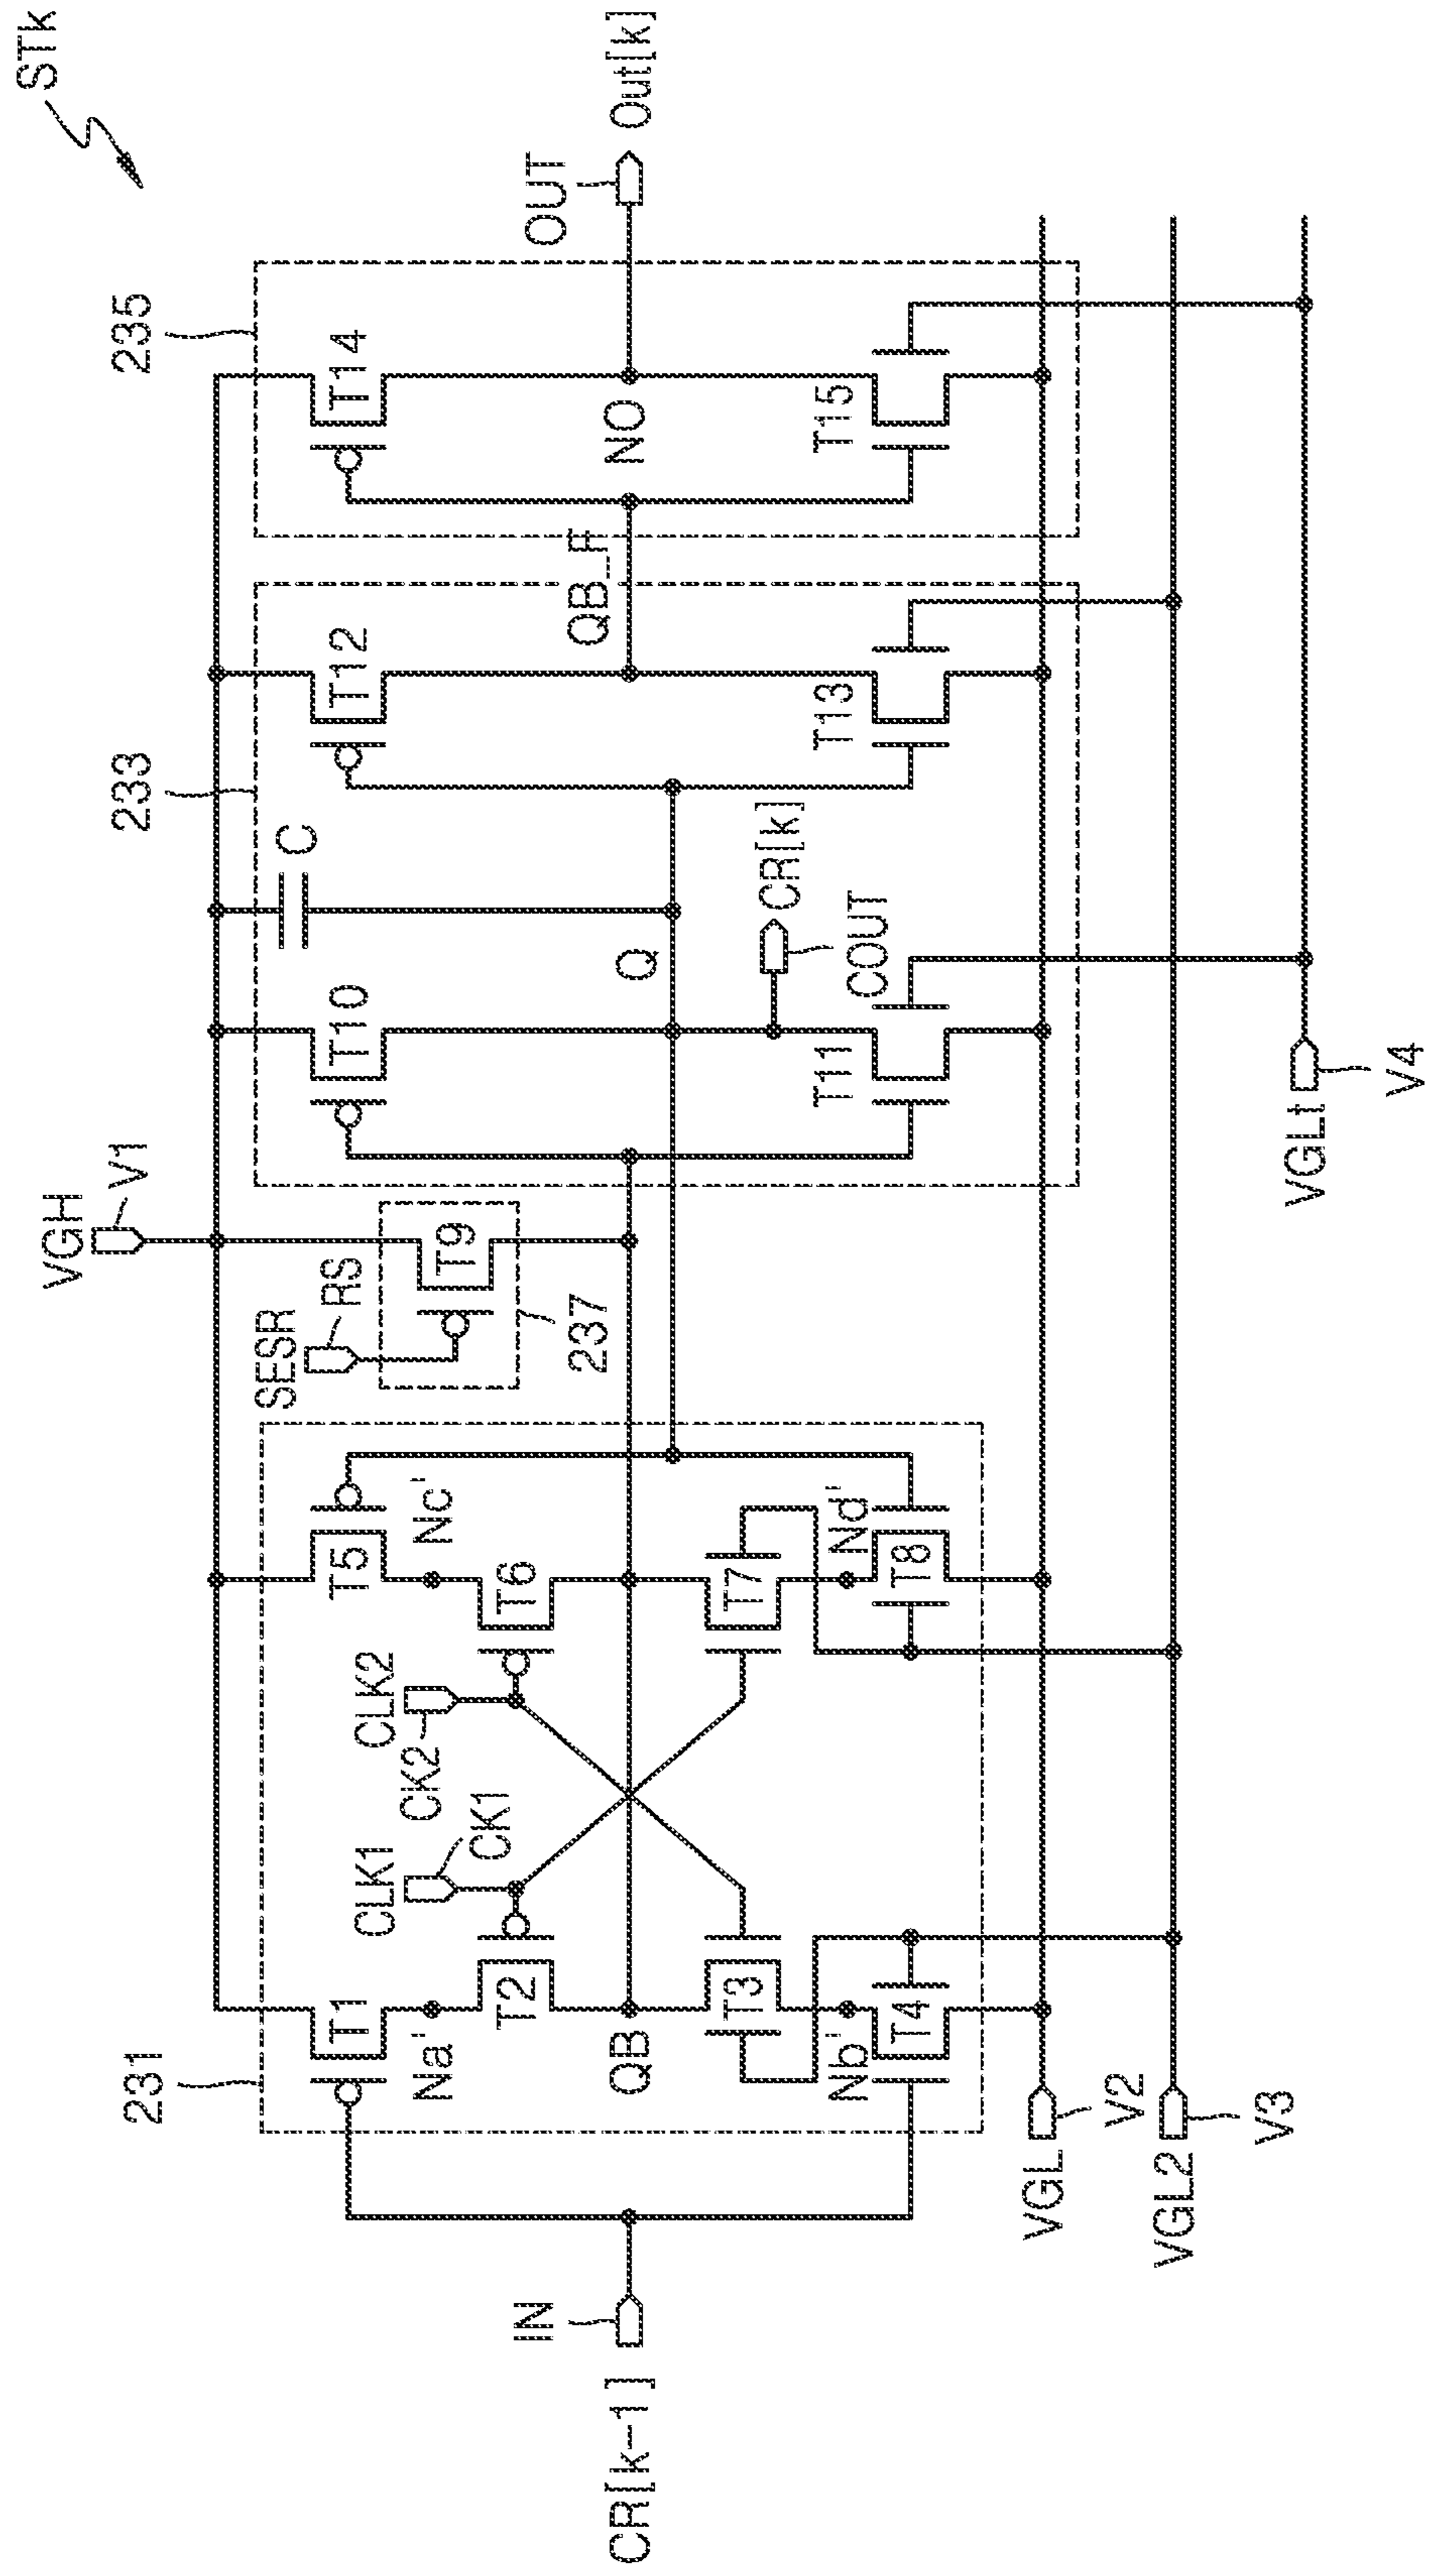 STk
VGH
V1
231
237
233
235
SESR
RS
T9
T1
T5
T10
C
T12
T14
CLK1
CK1
CLK2
CK2
Na'
Nc'
T2
T6
OUT
Out[k]
IN
CR[k-1]
QB
Q
QB_F
NO
CR[k]
COUT
T3
T7
Nb'
Nd'
T4
T8
T11
T13
T15
VGL
V2
VGL2
V3
VGLt
V4